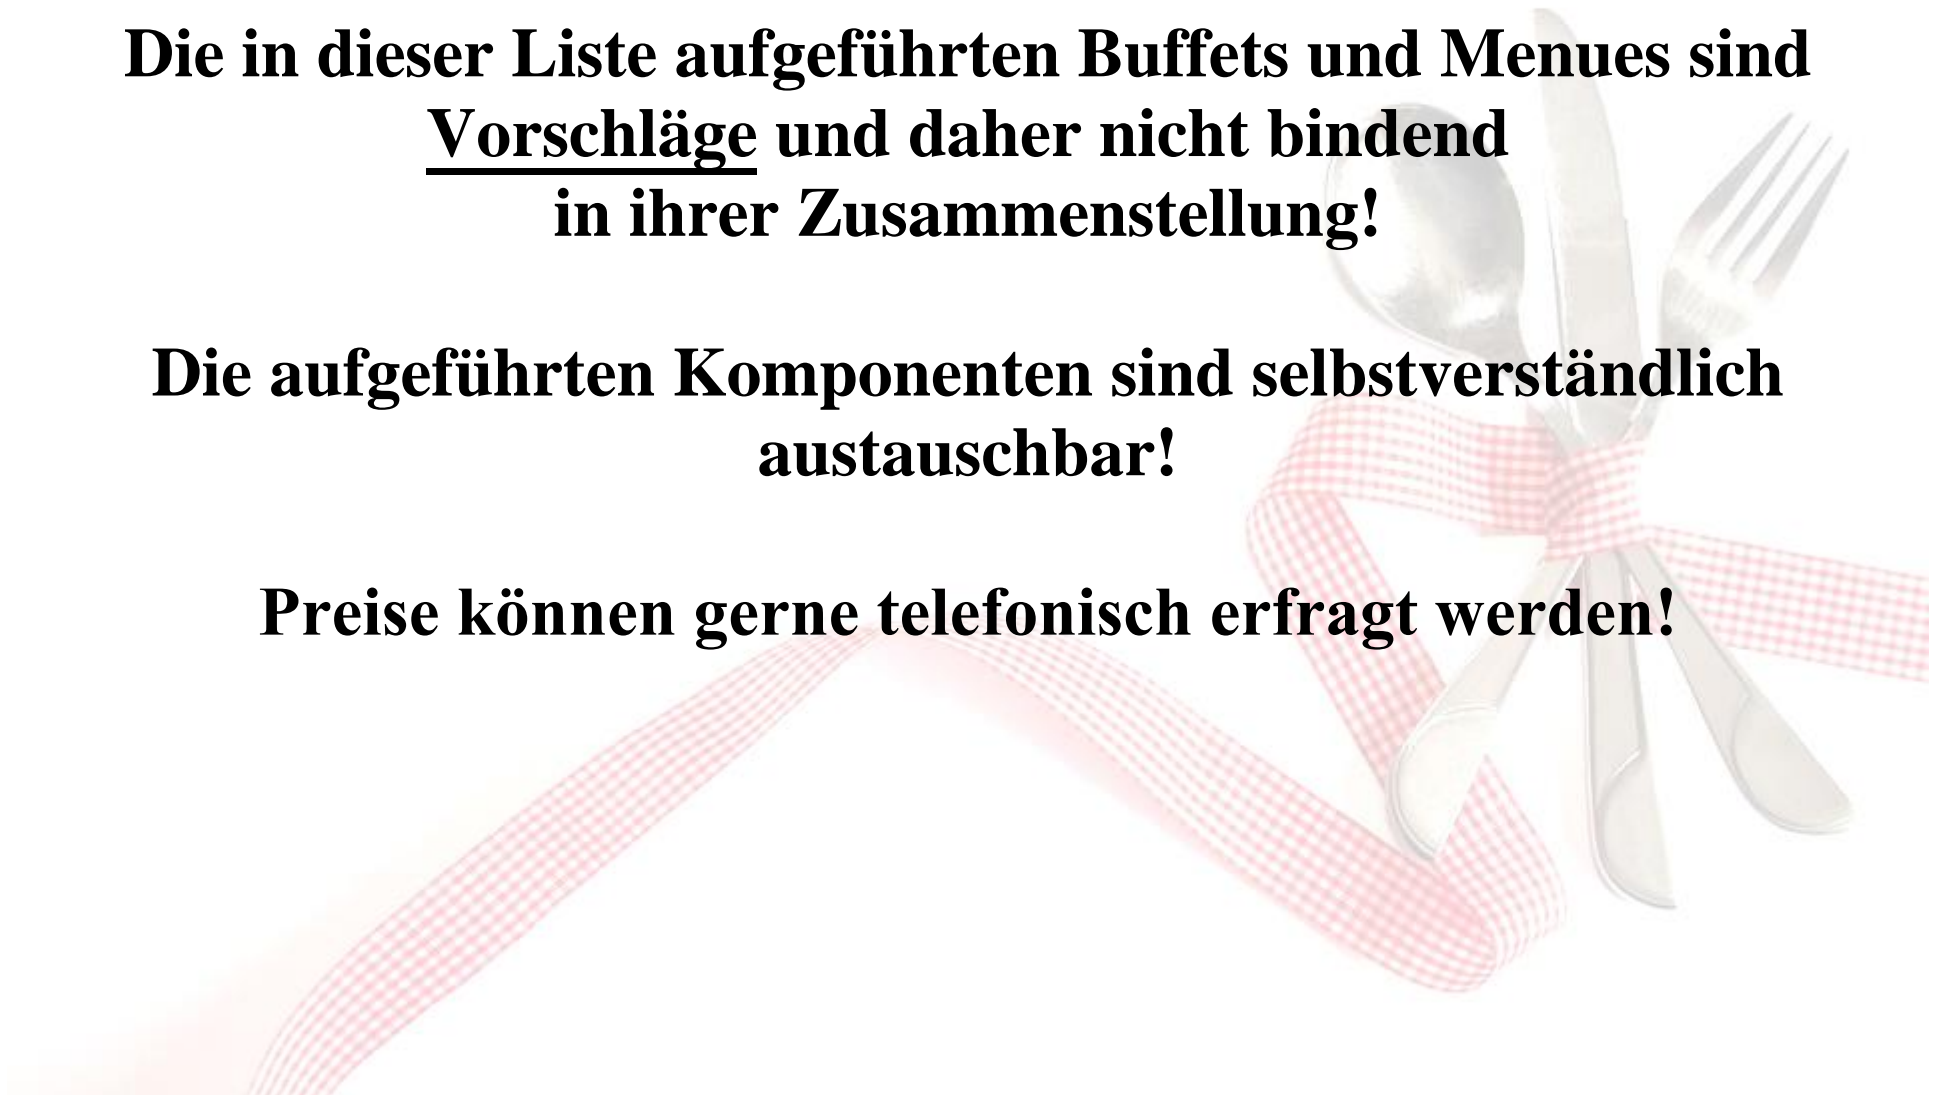 Die in dieser Liste aufgeführten Buffets und Menues sind
Vorschläge und daher nicht bindend
in ihrer Zusammenstellung!
Die aufgeführten Komponenten sind selbstverständlich
austauschbar!
Preise können gerne telefonisch erfragt werden!